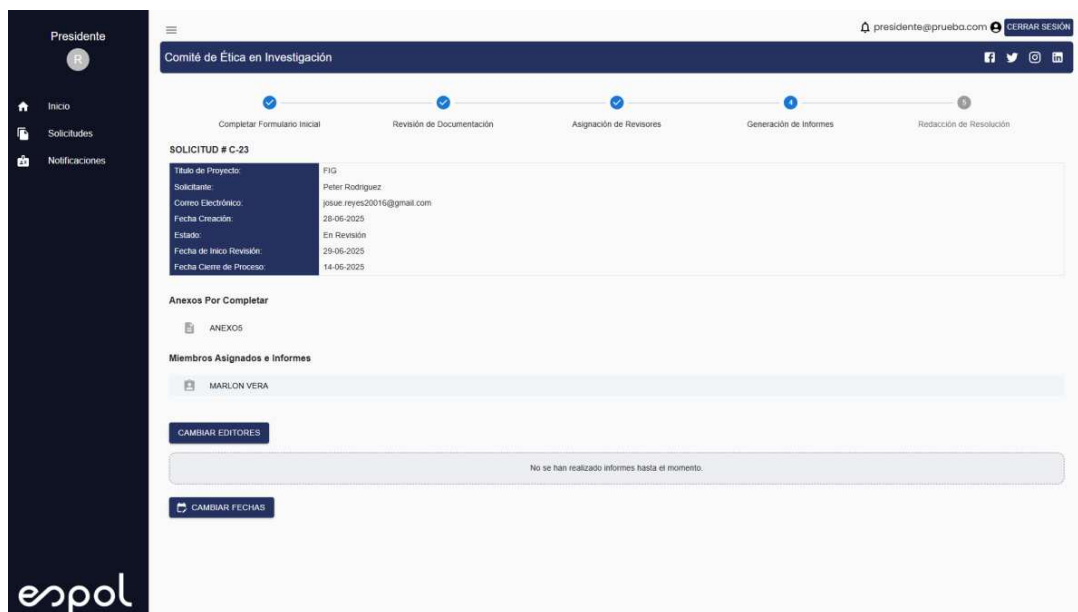 Presidente
R
Inicio
Solicitudes
Notificaciones
espol
presidente@prueba.com CERRAR SESIÓN
Comité de Ética en Investigación
4 5
Completar Formulario Inicial Revisión de Documentación Asignación de Revisores Generación de Informes Redacción de Resolución
SOLICITUD # C-23
Titulo de Proyecto: FIG
Solicitante: Peter Rodriguez
Correo Electrónico: josue.reyes20016@gmail.com
Fecha Creación: 28-06-2025
Estado: En Revisión
Fecha de Inico Revisión: 29-06-2025
Fecha Cierre de Proceso: 14-06-2025
Anexos Por Completar
ANEXO5
Miembros Asignados e Informes
MARLON VERA
CAMBIAR EDITORES
No se han realizado informes hasta el momento.
CAMBIAR FECHAS